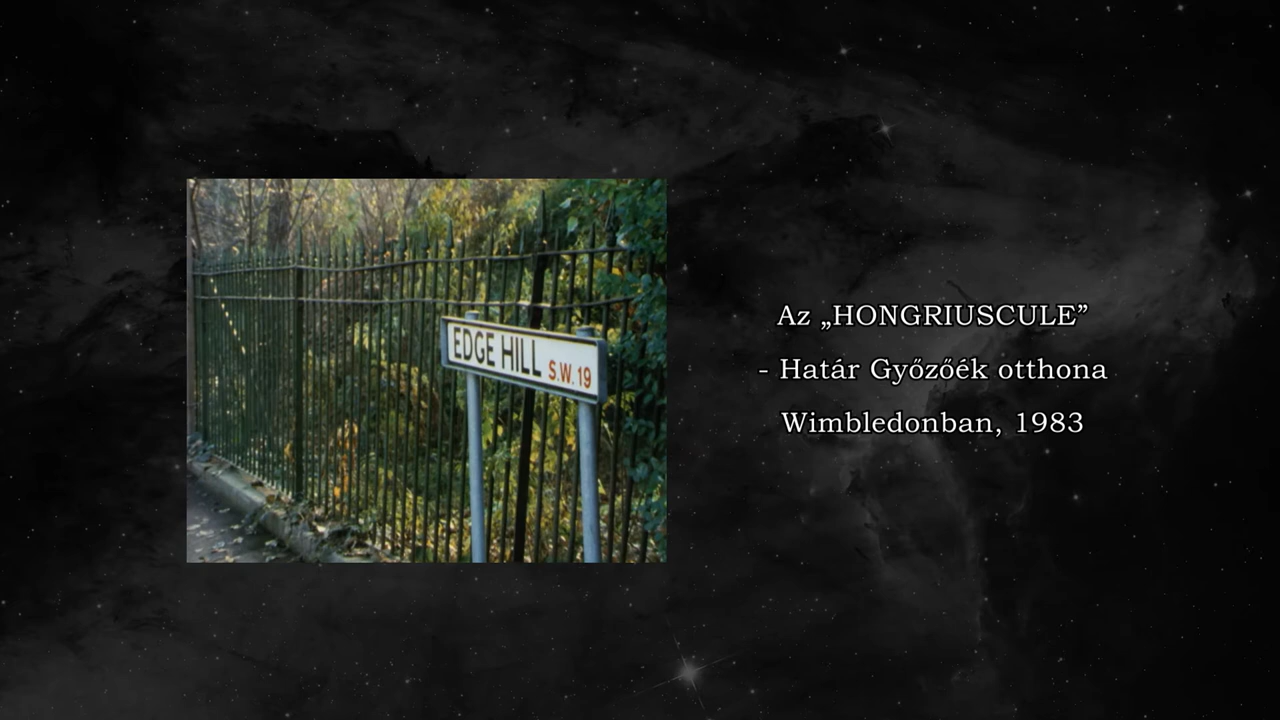 EDGE HILL S.W.19
Az „HONGRIUSCULE”
- Határ Győzőék otthona
Wimbledonban, 1983